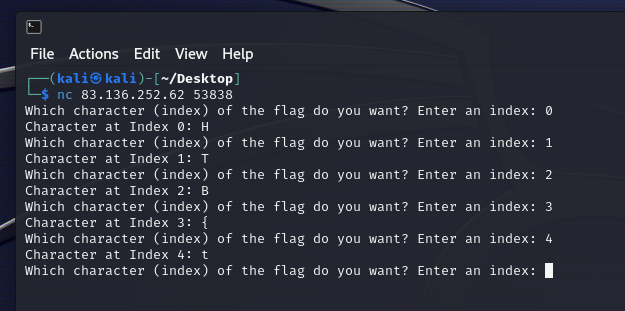 File Actions Edit View Help
┌──(kali㉿kali)-[~/Desktop]
└─$ nc 83.136.252.62 53838
Which character (index) of the flag do you want? Enter an index: 0
Character at Index 0: H
Which character (index) of the flag do you want? Enter an index: 1
Character at Index 1: T
Which character (index) of the flag do you want? Enter an index: 2
Character at Index 2: B
Which character (index) of the flag do you want? Enter an index: 3
Character at Index 3: {
Which character (index) of the flag do you want? Enter an index: 4
Character at Index 4: t
Which character (index) of the flag do you want? Enter an index: